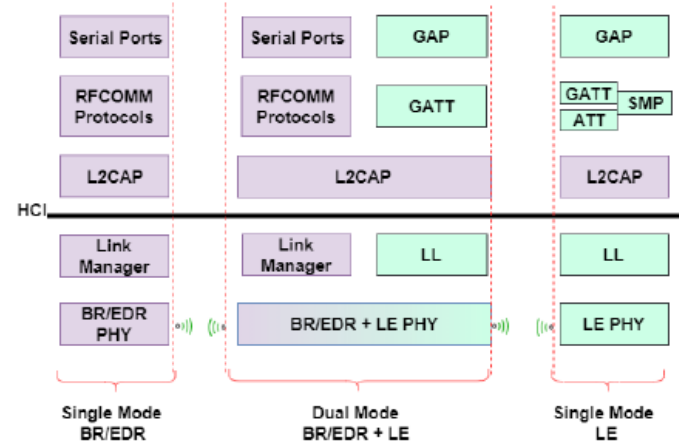 Serial Ports
Serial Ports
GAP
GAP
RFCOMM
Protocols
RFCOMM
Protocols
GATT
GATT
SMP
ATT
L2CAP
L2CAP
L2CAP
HCI
Link
Manager
Link
Manager
LL
LL
BR/EDR
PHY
BR/EDR + LE PHY
LE PHY
Single Mode
BR/EDR
Dual Mode
BR/EDR + LE
Single Mode
LE